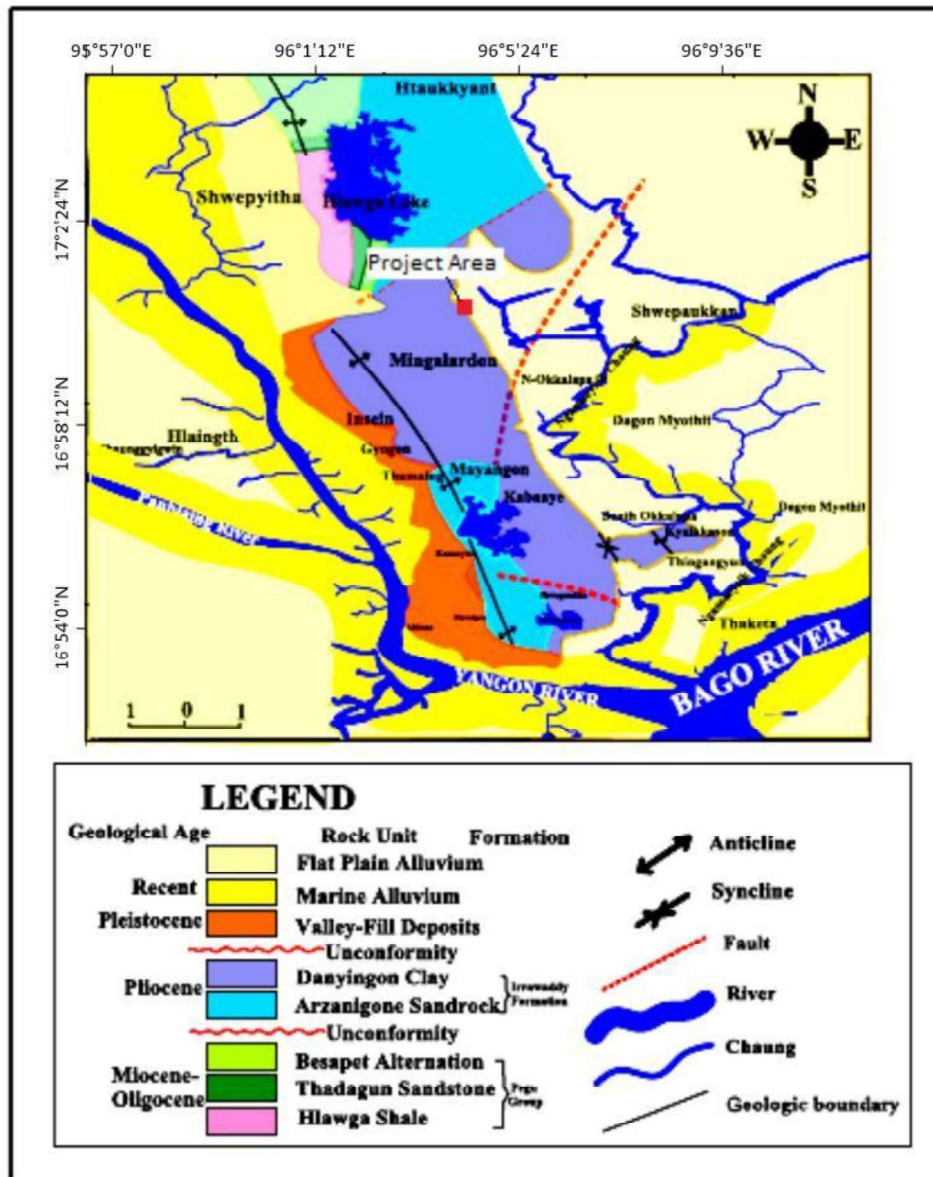 95°57'0"E 96°1'12"E 96°5'24"E 96°9'36"E
17°2'24"N
16°58'12"N
16°54'0"N
N
W E
S
Htaukkyant
Shwepyitha
Hlawga Lake
Project Area
Shwepaukkan
Mingalardon
N-Okkalapa
Insein
Dagon Myothit
Hlaingth
Gyogon
Mayangon
Kabaaye
Dagon Myothit
South Okkalapa
Thingangyun
Thaketa
YANGON RIVER
BAGO RIVER
1 0 1
LEGEND
Geological Age Rock Unit Formation
Flat Plain Alluvium
Recent Marine Alluvium
Pleistocene Valley-Fill Deposits
Unconformity
Pliocene Danyingon Clay
Arzanigone Sandrock
Irrawaddy Formation
Unconformity
Besapet Alternation
Miocene-Oligocene Thadagun Sandstone
Pegu Group
Hlawga Shale
Anticline
Syncline
Fault
River
Chaung
Geologic boundary